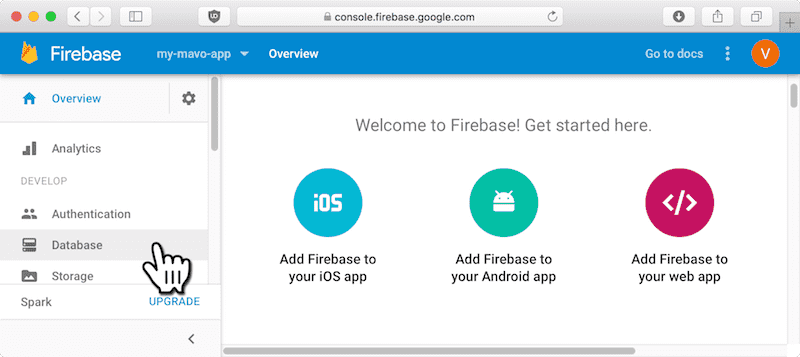 console.firebase.google.com
Firebase
my-mavo-app
Overview
Go to docs
V
Overview
Analytics
DEVELOP
Authentication
Database
Storage
Spark
UPGRADE
Welcome to Firebase! Get started here.
iOS
Add Firebase to
your iOS app
Add Firebase to
your Android app
</>
Add Firebase to
your web app